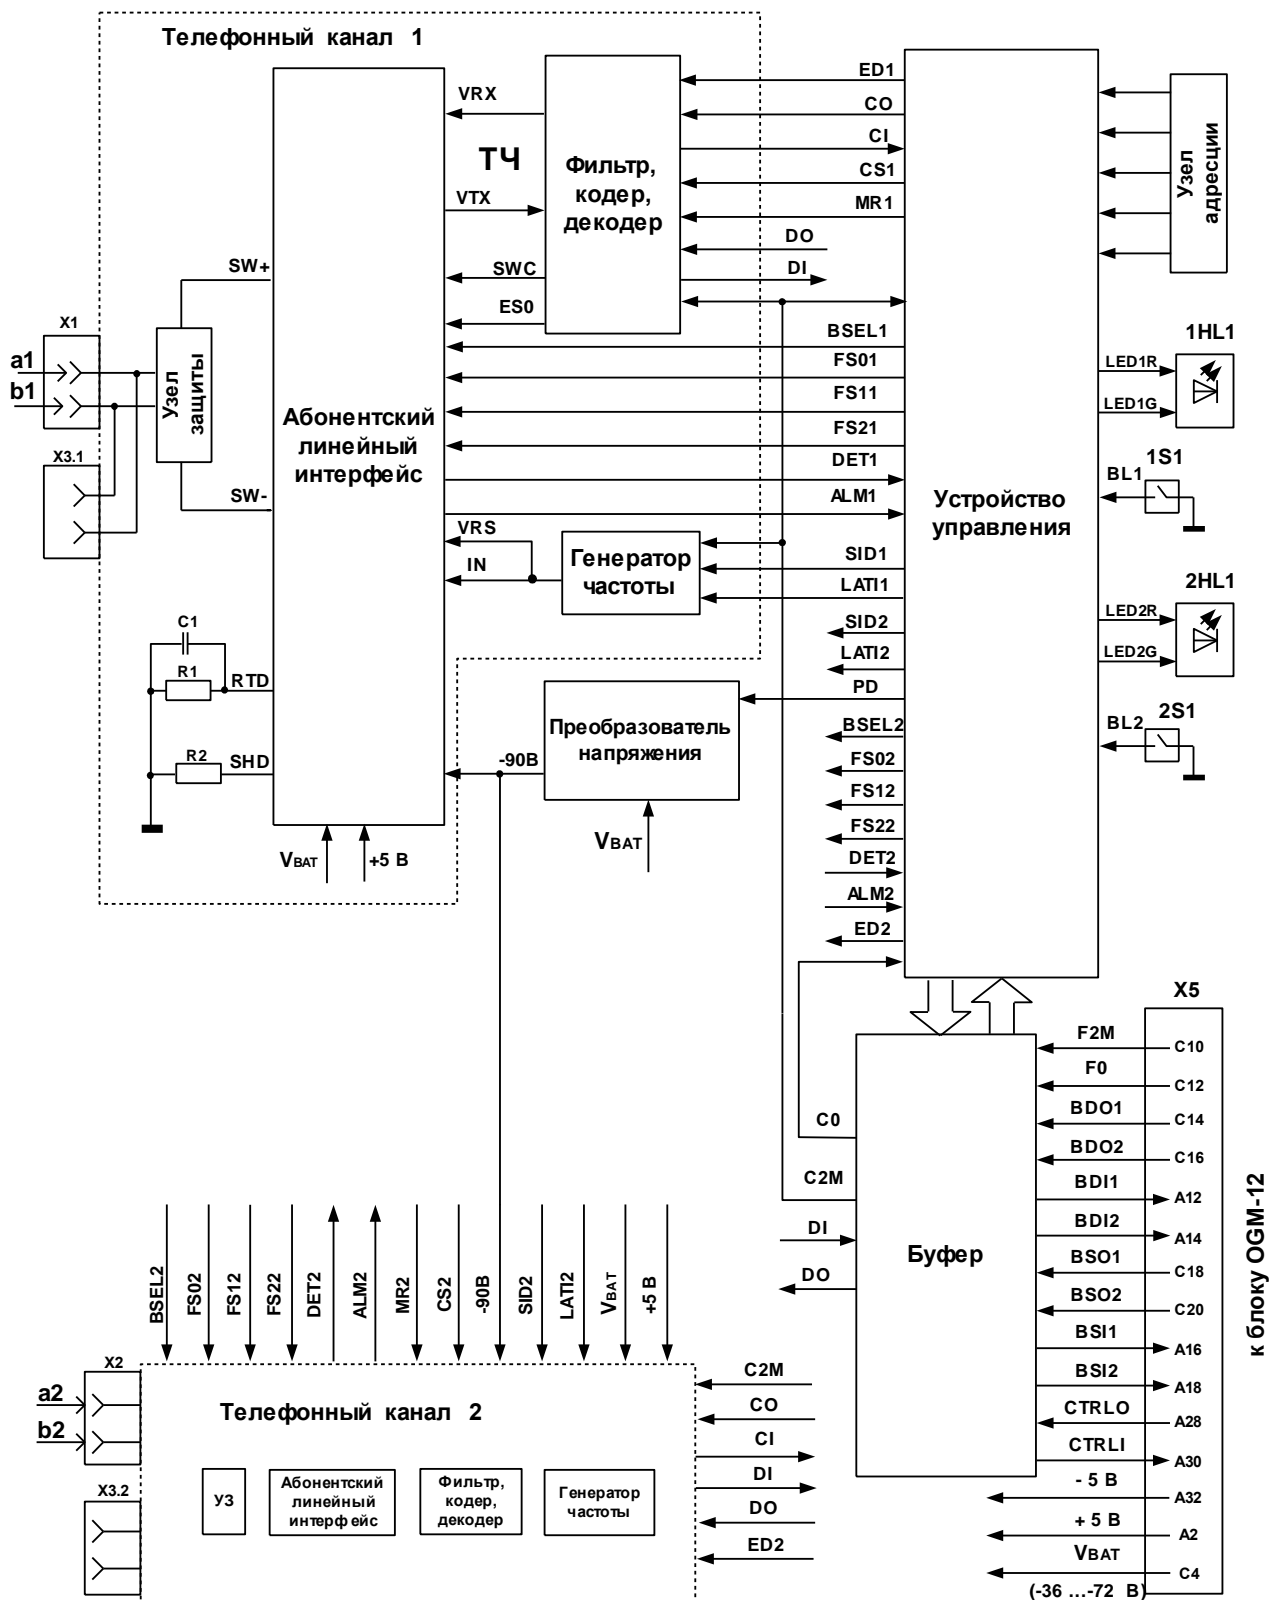 Телефонный канал 1
VRX
ТЧ
VTX
SWC
ES0
Фильтр,
кодер,
декодер
ED1
CO
CI
CS1
MR1
DO
DI
BSEL1
FS01
FS11
FS21
DET1
ALM1
SID1
LATI1
SID2
LATI2
PD
BSEL2
FS02
FS12
FS22
DET2
ALM2
ED2
Узел
адресции
1HL1
LED1R
LED1G
1S1
BL1
2HL1
LED2R
LED2G
2S1
BL2
Устройство
управления
SW+
X1
a1
b1
Узел
защиты
X3.1
SW-
Абонентский
линейный
интерфейс
VRS
IN
Генератор
частоты
C1
R1
RTD
R2
SHD
-90В
Преобразователь
напряжения
VBAT
+5 В
VBAT
X5
F2M
C10
F0
C12
BDO1
C14
BDO2
C16
BDI1
A12
BDI2
A14
BSO1
C18
BSO2
C20
BSI1
A16
BSI2
A18
CTRLO
A28
CTRLI
A30
- 5 В
A32
+ 5 В
A2
VBAT
C4
(-36 ...-72 В)
к блоку OGM-12
C0
C2M
DI
DO
Буфер
BSEL2
FS02
FS12
FS22
DET2
ALM2
MR2
CS2
-90В
SID2
LATI2
VBAT
+5 В
X2
a2
b2
X3.2
Телефонный канал 2
УЗ
Абонентский
линейный
интерфейс
Фильтр,
кодер,
декодер
Генератор
частоты
C2M
CO
CI
DI
DO
ED2